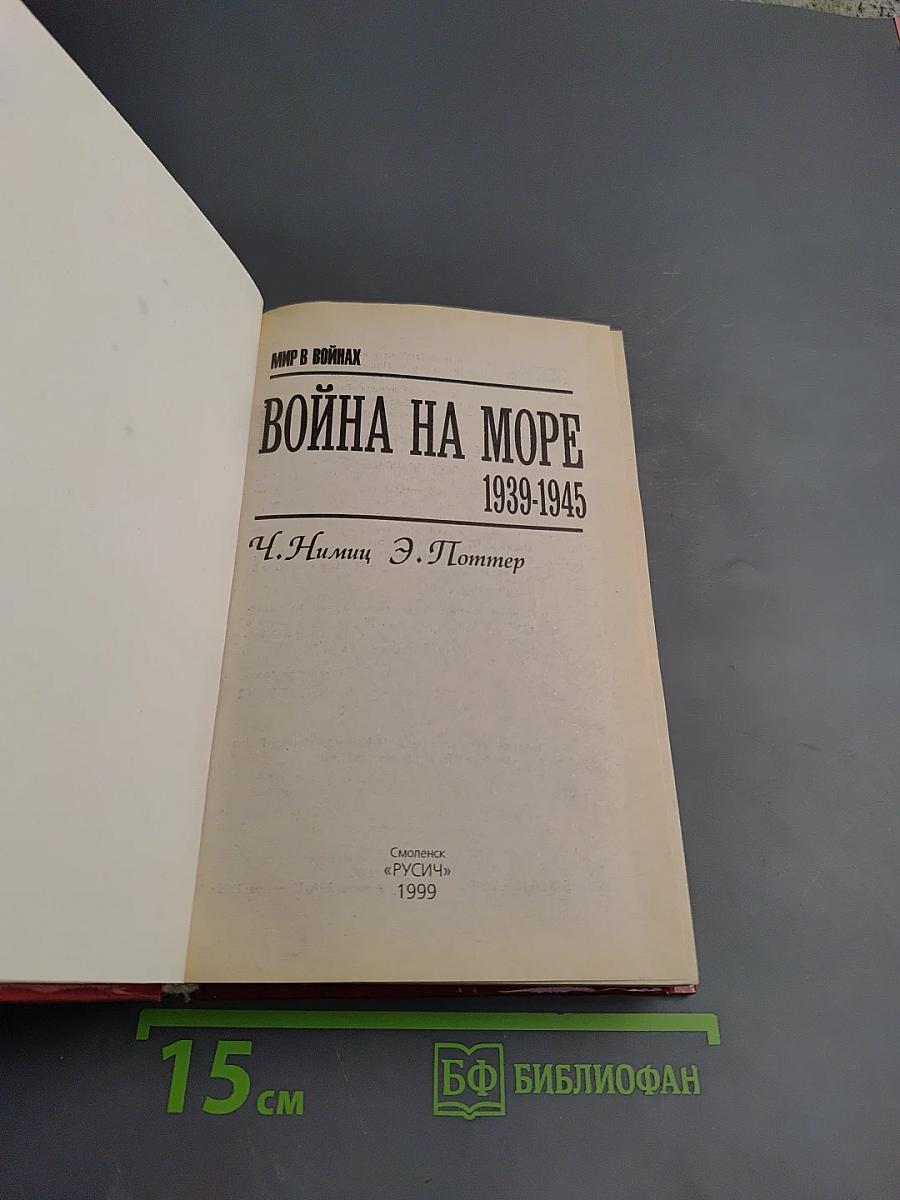 МИР В ВОЙНАХ
ВОЙНА НА МОРЕ
1939-1945
Ч.Нимиц Э.Поттер
Смоленск
«РУСИЧ»
1999
15 см
БФ БИБЛИОФАН